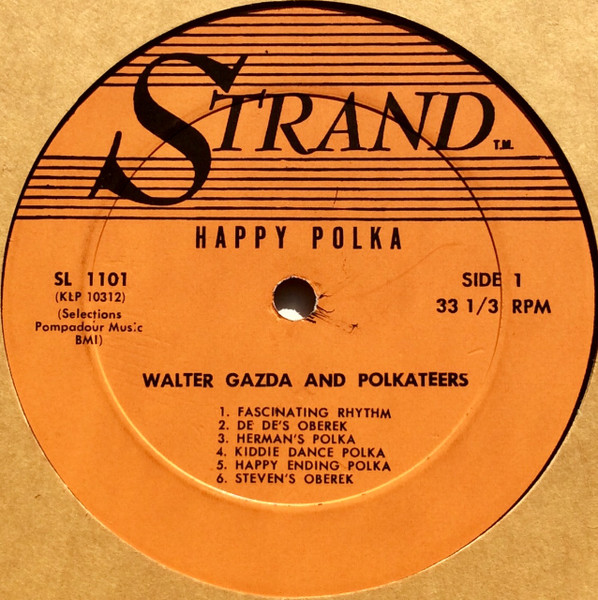 STRAND T.M.
HAPPY POLKA
SL 1101
(KLP 10312)
(Selections
Pompadour Music
BMI)
SIDE 1
33 1/3 RPM
WALTER GAZDA AND POLKATEERS
1. FASCINATING RHYTHM
2. DE DE'S OBEREK
3. HERMAN'S POLKA
4. KIDDIE DANCE POLKA
5. HAPPY ENDING POLKA
6. STEVEN'S OBEREK